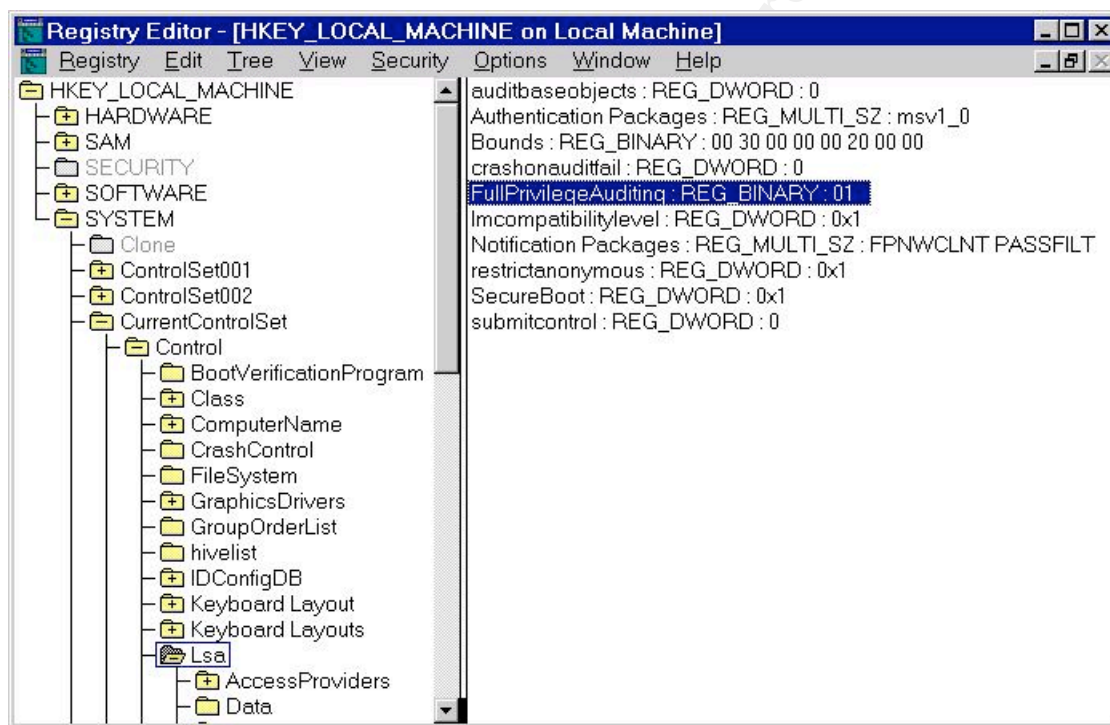 Registry Editor - [HKEY_LOCAL_MACHINE on Local Machine]
Registry Edit Tree View Security Options Window Help
HKEY_LOCAL_MACHINE
HARDWARE
SAM
SECURITY
SOFTWARE
SYSTEM
Clone
ControlSet001
ControlSet002
CurrentControlSet
Control
BootVerificationProgram
Class
ComputerName
CrashControl
FileSystem
GraphicsDrivers
GroupOrderList
hivelist
IDConfigDB
Keyboard Layout
Keyboard Layouts
Lsa
AccessProviders
Data
auditbaseobjects : REG_DWORD : 0
Authentication Packages : REG_MULTI_SZ : msv1_0
Bounds : REG_BINARY : 00 30 00 00 00 20 00 00
crashonauditfail : REG_DWORD : 0
FullPrivilegeAuditing : REG_BINARY : 01
lmcompatibilitylevel : REG_DWORD : 0x1
Notification Packages : REG_MULTI_SZ : FPNWCLNT PASSFILT
restrictanonymous : REG_DWORD : 0x1
SecureBoot : REG_DWORD : 0x1
submitcontrol : REG_DWORD : 0